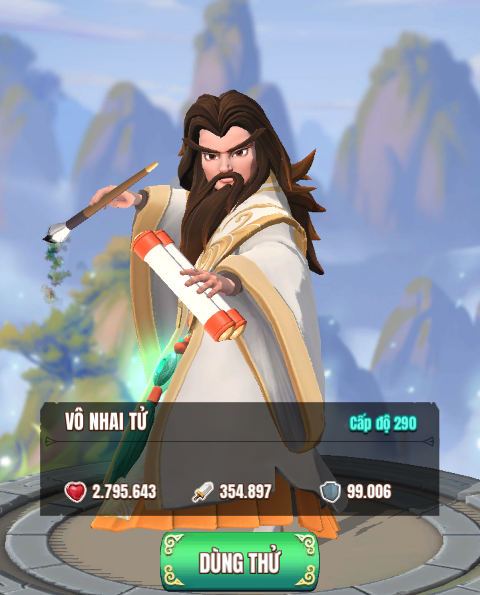 VÔ NHAI TỬ
Cấp độ 290
2.795.643 354.897 99.006
DÙNG THỬ